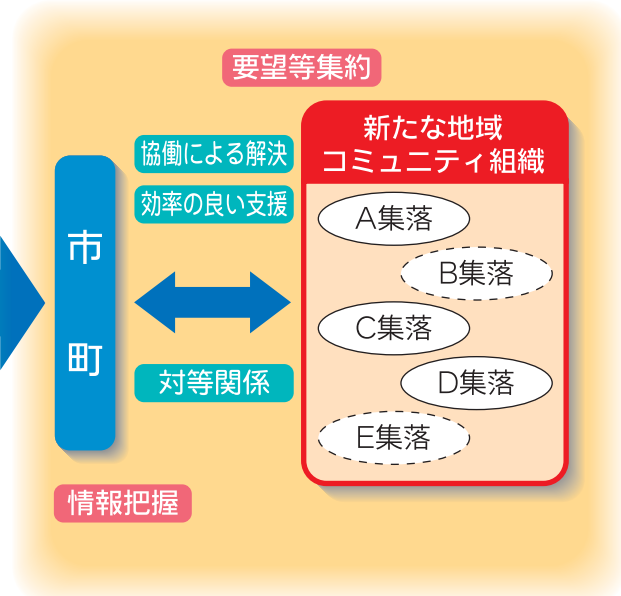 要望等集約
新たな地域
コミュニティ組織
協働による解決
効率の良い支援
市
町
対等関係
A集落
B集落
C集落
D集落
E集落
情報把握